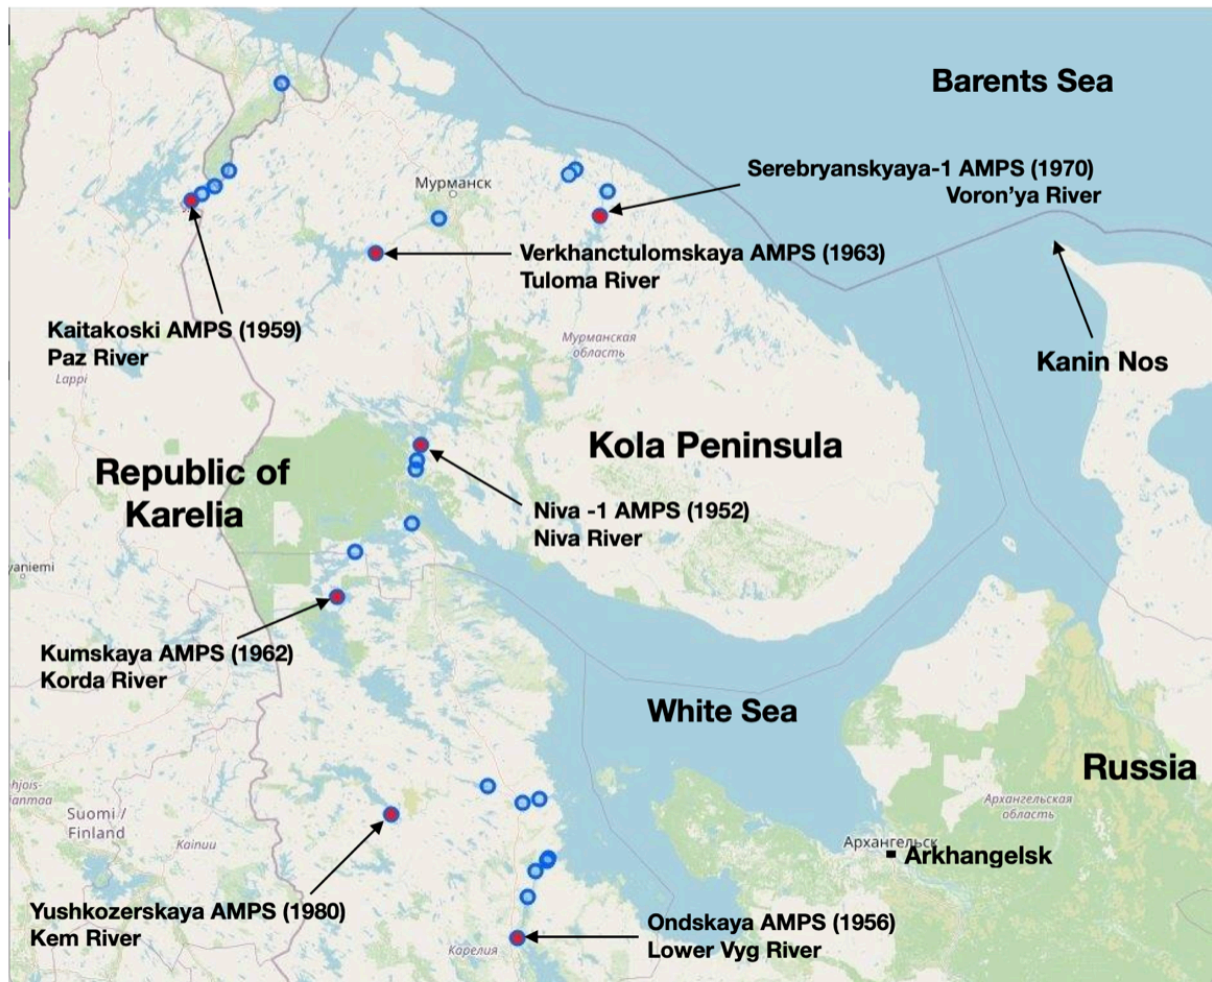 Barents Sea
Serebryanskyaya-1 AMPS (1970)
Voron’ya River
Мурманск
Verkhanctulomskaya AMPS (1963)
Tuloma River
Kaitakoski AMPS (1959)
Paz River
Мурманская
область
Kanin Nos
Lappi
Kola Peninsula
Republic of
Karelia
Niva -1 AMPS (1952)
Niva River
yaniemi
Kumskaya AMPS (1962)
Korda River
White Sea
Russia
hjois-
lanmaa
Suomi /
Finland
Kainuu
Архангельская
область
Архангельск
Arkhangelsk
Yushkozerskaya AMPS (1980)
Kem River
Ondskaya AMPS (1956)
Lower Vyg River
Карелия